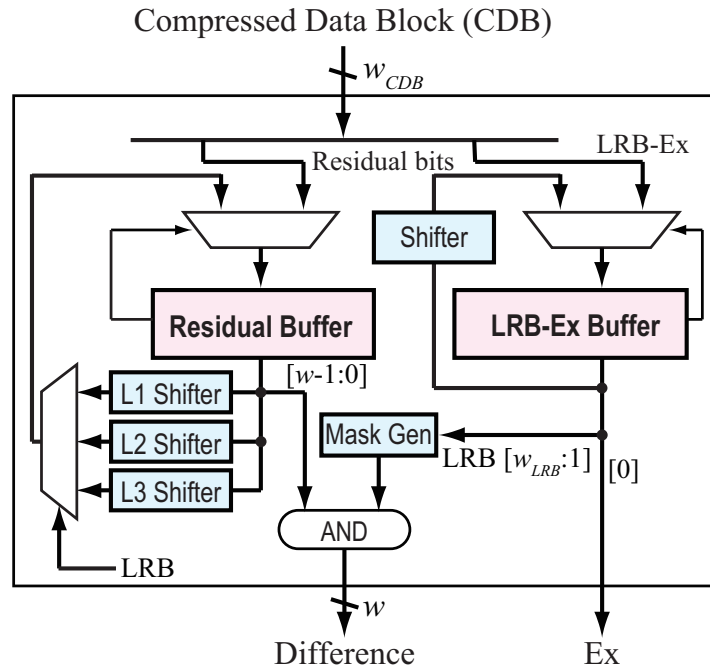 Compressed Data Block (CDB)
w_CDB
Residual bits
LRB-Ex
Shifter
Residual Buffer
LRB-Ex Buffer
[w-1:0]
L1 Shifter
L2 Shifter
L3 Shifter
Mask Gen
LRB [w_LRB:1]
[0]
AND
LRB
w
Difference
Ex